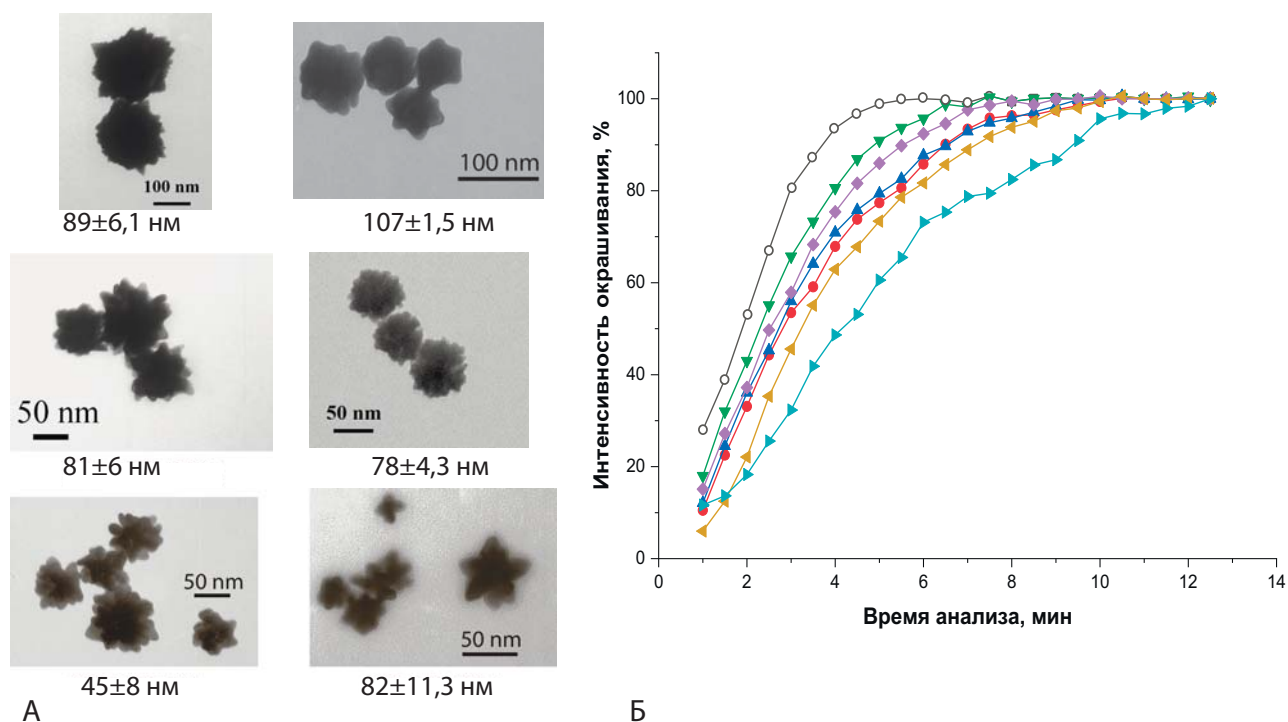 100 nm
89±6,1 нм
100 nm
107±1,5 нм
50 nm
81±6 нм
50 nm
78±4,3 нм
50 nm
45±8 нм
50 nm
82±11,3 нм
А
Интенсивность окрашивания, %
100
80
60
40
20
0
0 2 4 6 8 10 12 14
Время анализа, мин
Б